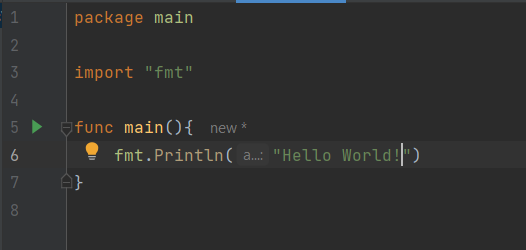 1 package main
2
3 import "fmt"
4
5 func main(){ new *
6 fmt.Println( a...: "Hello World!")
7 }
8